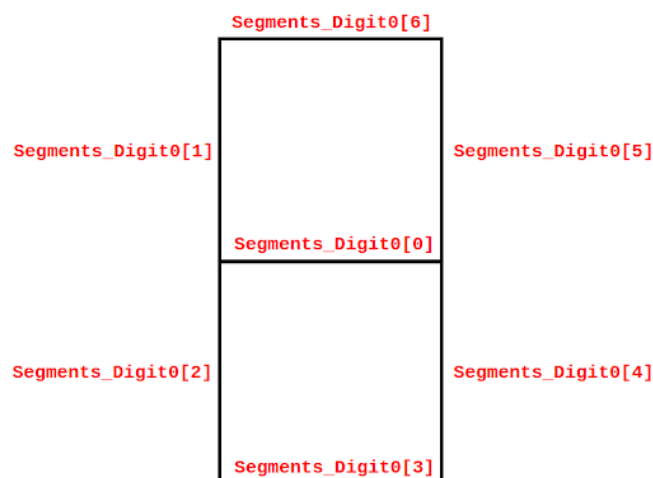 Segments_Digit0[6]
Segments_Digit0[1]
Segments_Digit0[5]
Segments_Digit0[0]
Segments_Digit0[2]
Segments_Digit0[4]
Segments_Digit0[3]